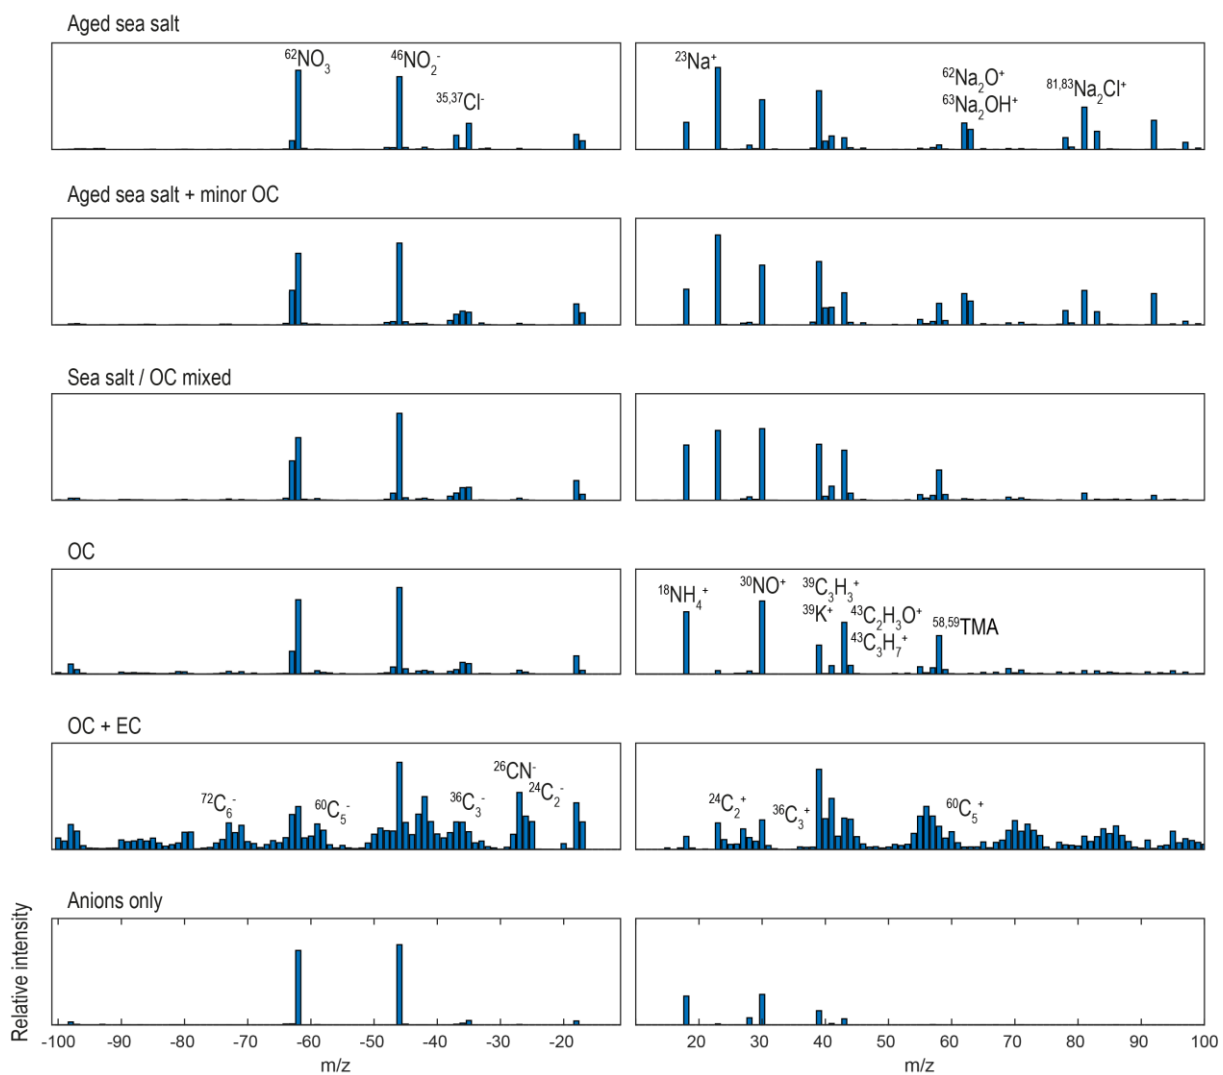 Aged sea salt
⁶²NO₃
⁴⁶NO₂⁻
³⁵,³⁷Cl⁻
²³Na⁺
⁶²Na₂O⁺
⁶³Na₂OH⁺
⁸¹,⁸³Na₂Cl⁺
Aged sea salt + minor OC
Sea salt / OC mixed
OC
¹⁸NH₄⁺
³⁰NO⁺
³⁹C₃H₃⁺
³⁹K⁺
⁴³C₂H₃O⁺
⁴³C₃H₇⁺
⁵⁸,⁵⁹TMA
OC + EC
⁷²C₆⁻
⁶⁰C₅⁻
³⁶C₃⁻
²⁶CN⁻
²⁴C₂⁻
²⁴C₂⁺
³⁶C₃⁺
⁶⁰C₅⁺
Anions only
Relative intensity
-100 -90 -80 -70 -60 -50 -40 -30 -20
20 30 40 50 60 70 80 90 100
m/z
m/z